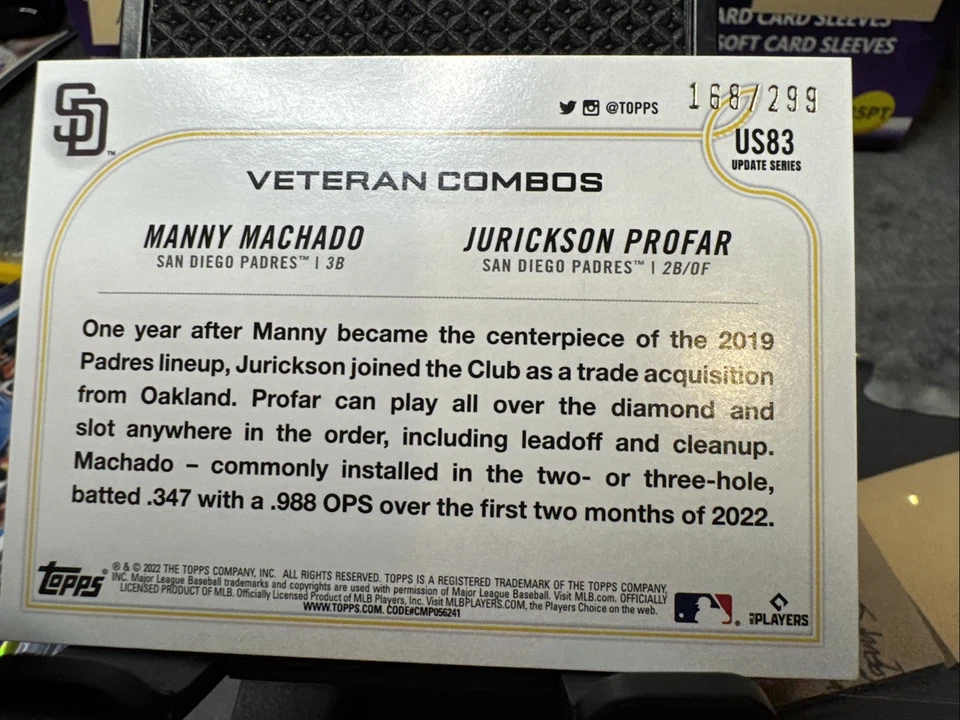 ARD CARD SLEEVES
SOFT CARD SLEEVES
SPT
SD
TM
@TOPPS
168/299
US83
UPDATE SERIES
VETERAN COMBOS
MANNY MACHADO
SAN DIEGO PADRES™ | 3B
JURICKSON PROFAR
SAN DIEGO PADRES™ | 2B/OF
One year after Manny became the centerpiece of the 2019
Padres lineup, Jurickson joined the Club as a trade acquisition
from Oakland. Profar can play all over the diamond and
slot anywhere in the order, including leadoff and cleanup.
Machado – commonly installed in the two- or three-hole,
batted .347 with a .988 OPS over the first two months of 2022.
topps®
® & © 2022 THE TOPPS COMPANY, INC. ALL RIGHTS RESERVED. TOPPS IS A REGISTERED TRADEMARK OF THE TOPPS COMPANY,
INC. Major League Baseball trademarks and copyrights are used with permission of Major League Baseball. Visit MLB.com. OFFICIALLY
LICENSED PRODUCT OF MLB. Officially Licensed Product of MLB Players, Inc. Visit MLBPLAYERS.COM, the Players Choice on the web.
WWW.TOPPS.COM. CODE#CMP056241
MLB PLAYERS